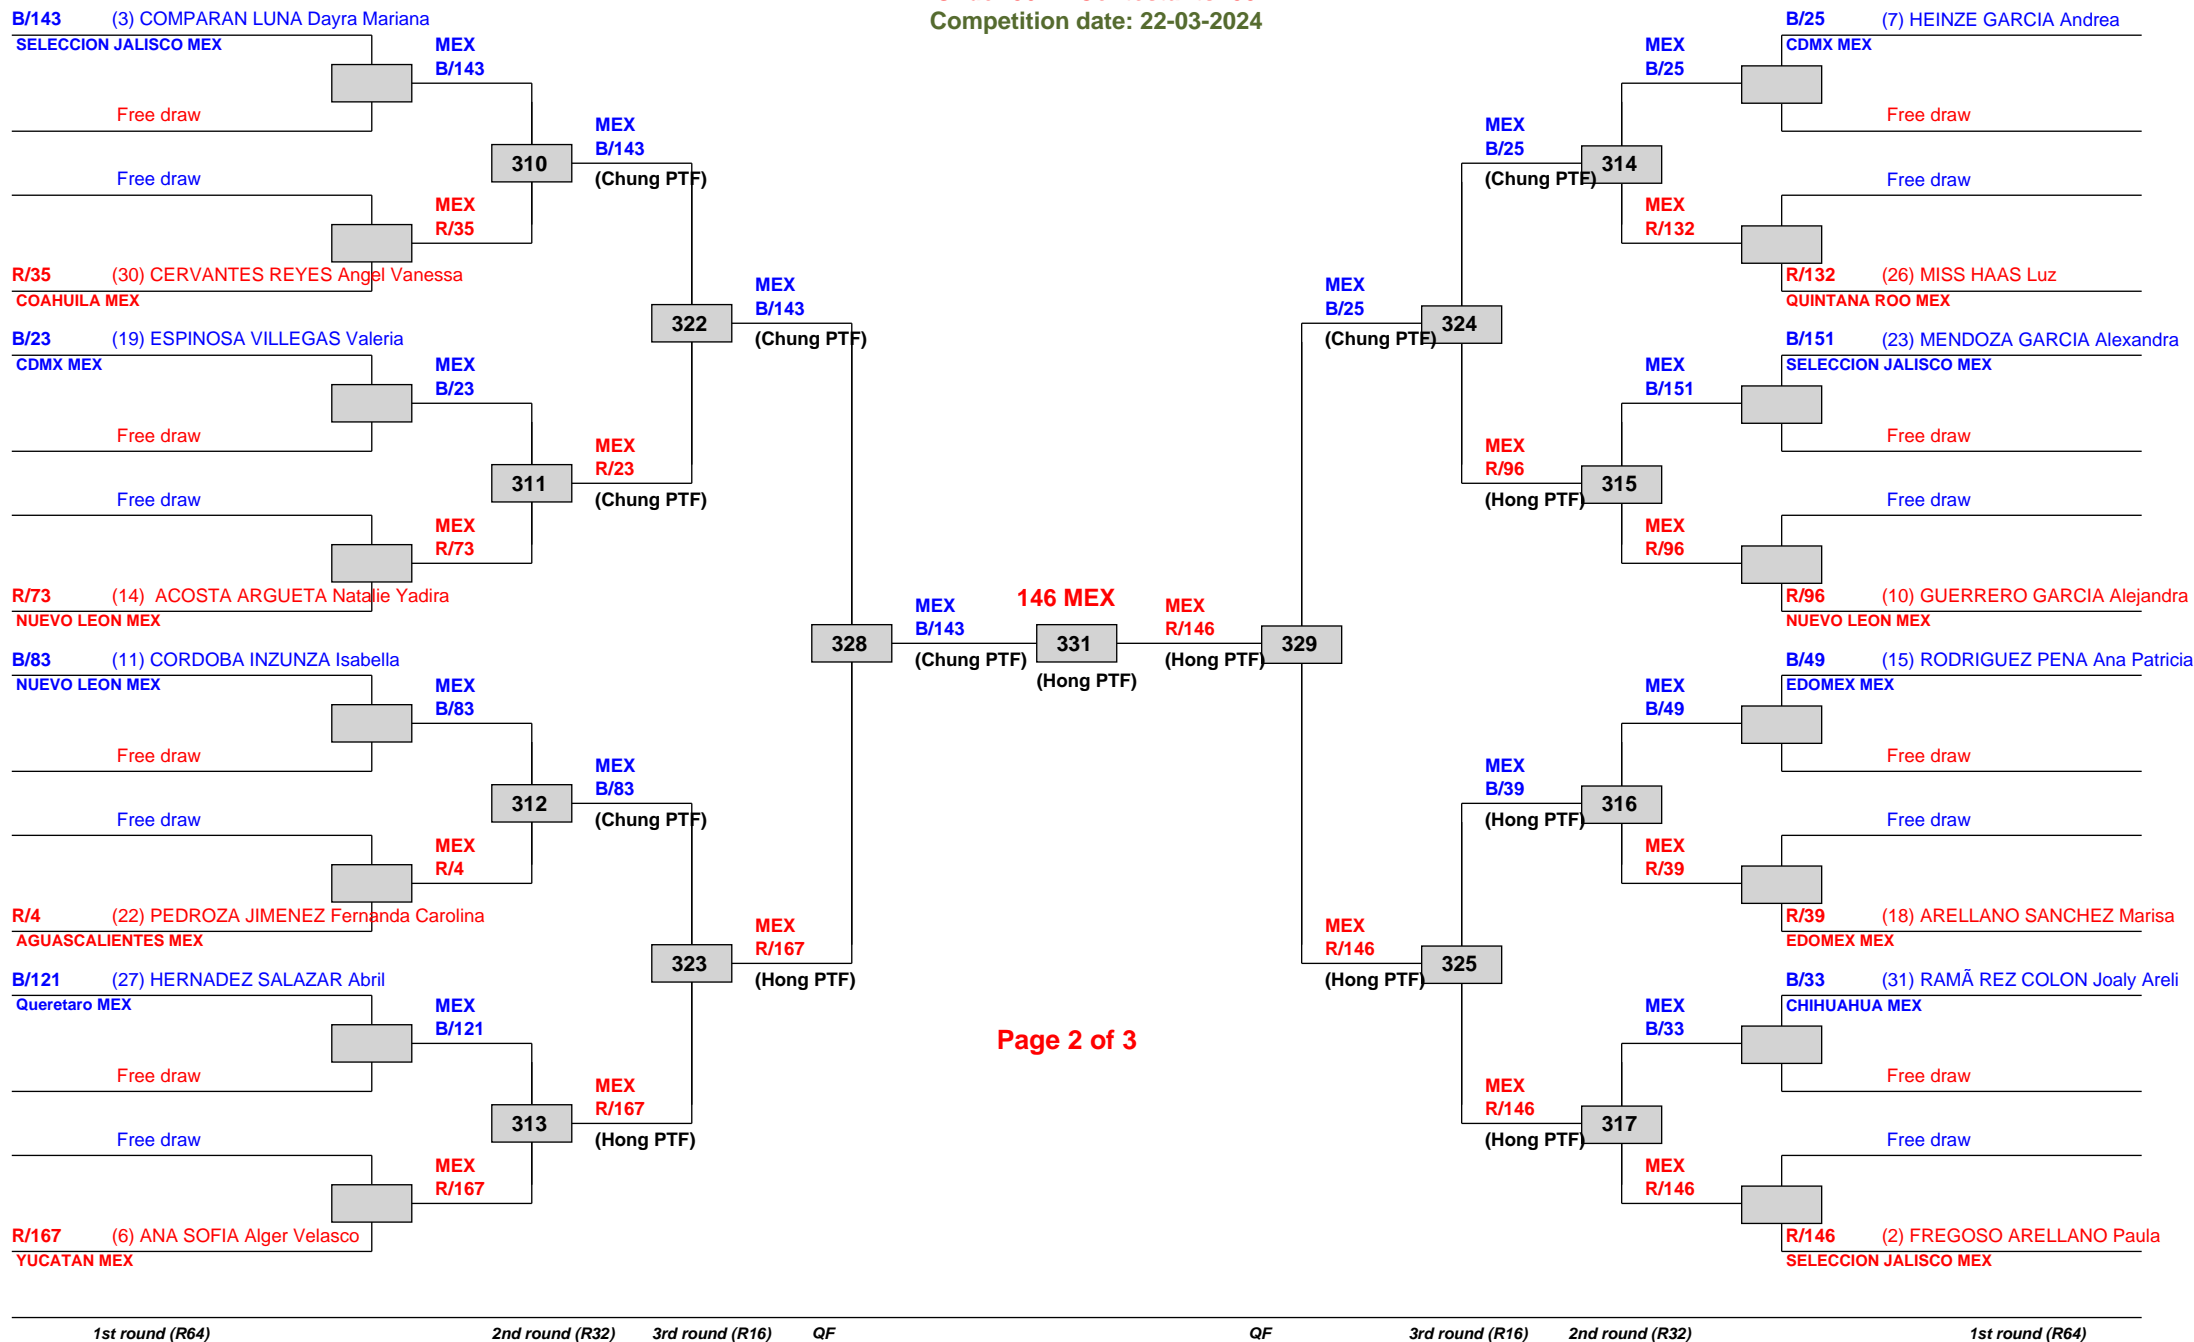 Competition date: 22-03-2024
B/143 (3) COMPARAN LUNA Dayra Mariana
SELECCION JALISCO MEX
Free draw
Free draw
R/35 (30) CERVANTES REYES Angel Vanessa
COAHUILA MEX
B/23 (19) ESPINOSA VILLEGAS Valeria
CDMX MEX
Free draw
Free draw
R/73 (14) ACOSTA ARGUETA Natalie Yadira
NUEVO LEON MEX
B/83 (11) CORDOBA INZUNZA Isabella
NUEVO LEON MEX
Free draw
Free draw
R/4 (22) PEDROZA JIMENEZ Fernanda Carolina
AGUASCALIENTES MEX
B/121 (27) HERNADEZ SALAZAR Abril
Queretaro MEX
Free draw
Free draw
R/167 (6) ANA SOFIA Alger Velasco
YUCATAN MEX
MEX
B/143
MEX
R/35
MEX
B/23
MEX
R/73
MEX
B/83
MEX
R/4
MEX
B/121
MEX
R/167
310
311
312
313
MEX
B/143
(Chung PTF)
MEX
R/23
(Chung PTF)
MEX
B/83
(Chung PTF)
MEX
R/167
(Hong PTF)
322
323
MEX
B/143
(Chung PTF)
MEX
R/167
(Hong PTF)
328
MEX
B/143
(Chung PTF)
146 MEX
331
(Hong PTF)
MEX
R/146
(Hong PTF)
329
Page 2 of 3
MEX
B/25
(Chung PTF)
MEX
R/146
(Hong PTF)
324
325
MEX
B/25
(Chung PTF)
MEX
R/96
(Hong PTF)
MEX
B/39
(Hong PTF)
MEX
R/146
(Hong PTF)
314
315
316
317
MEX
B/25
MEX
R/132
MEX
B/151
MEX
R/96
MEX
B/49
MEX
R/39
MEX
B/33
MEX
R/146
B/25 (7) HEINZE GARCIA Andrea
CDMX MEX
Free draw
Free draw
R/132 (26) MISS HAAS Luz
QUINTANA ROO MEX
B/151 (23) MENDOZA GARCIA Alexandra
SELECCION JALISCO MEX
Free draw
Free draw
R/96 (10) GUERRERO GARCIA Alejandra
NUEVO LEON MEX
B/49 (15) RODRIGUEZ PENA Ana Patricia
EDOMEX MEX
Free draw
Free draw
R/39 (18) ARELLANO SANCHEZ Marisa
EDOMEX MEX
B/33 (31) RAMÃ REZ COLON Joaly Areli
CHIHUAHUA MEX
Free draw
Free draw
R/146 (2) FREGOSO ARELLANO Paula
SELECCION JALISCO MEX
1st round (R64) 2nd round (R32) 3rd round (R16) QF QF 3rd round (R16) 2nd round (R32) 1st round (R64)